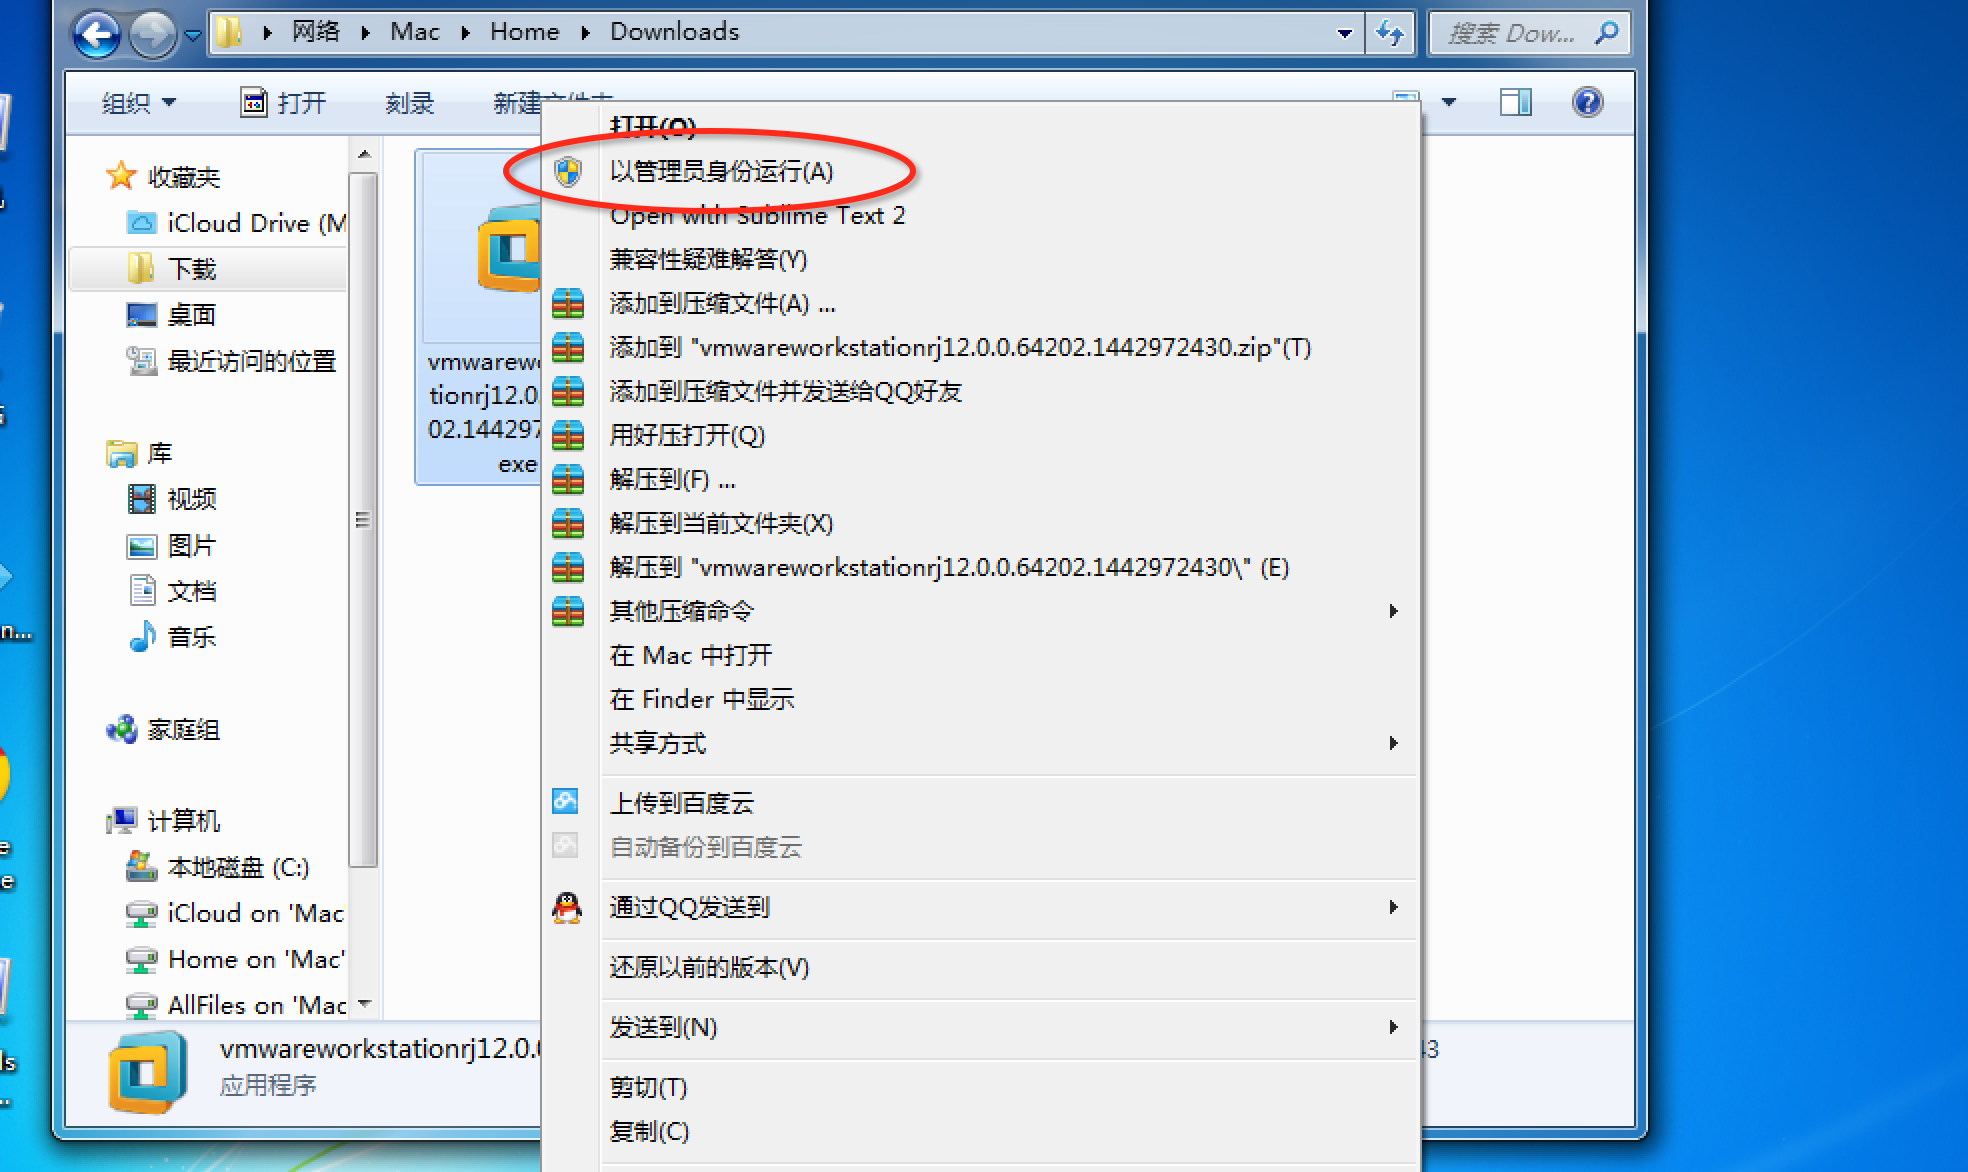 网络 Mac Home Downloads
搜索 Dow...
组织 打开 刻录 新建文件夹
收藏夹
iCloud Drive (M
下载
桌面
最近访问的位置
库
视频
图片
文档
音乐
家庭组
计算机
本地磁盘 (C:)
iCloud on 'Mac'
Home on 'Mac'
AllFiles on 'Mac
vmwarewo
tionrj12.0.
02.144297
exe
打开(O)
以管理员身份运行(A)
Open with Sublime Text 2
兼容性疑难解答(Y)
添加到压缩文件(A) ...
添加到 "vmwareworkstationrj12.0.0.64202.1442972430.zip"(T)
添加到压缩文件并发送给QQ好友
用好压打开(Q)
解压到(F) ...
解压到当前文件夹(X)
解压到 "vmwareworkstationrj12.0.0.64202.1442972430\" (E)
其他压缩命令
在 Mac 中打开
在 Finder 中显示
共享方式
上传到百度云
自动备份到百度云
通过QQ发送到
还原以前的版本(V)
发送到(N)
剪切(T)
复制(C)
vmwareworkstationrj12.0.
应用程序
43
n...
e
e
ls
...